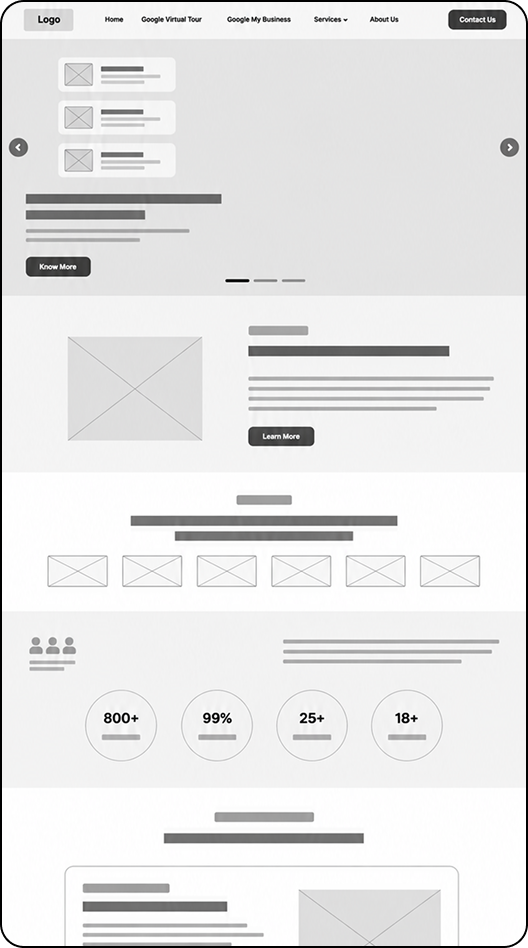 Logo
Home
Google Virtual Tour
Google My Business
Services
About Us
Contact Us
Know More
Learn More
800+
99%
25+
18+